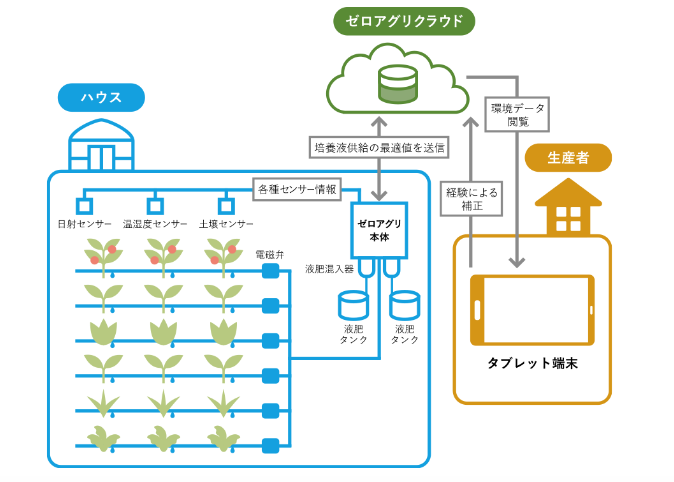 ゼロアグリクラウド
ハウス
環境データ
閲覧
培養液供給の最適値を送信
生産者
各種センサー情報
経験による
補正
日射センサー
温湿度センサー
土壌センサー
ゼロアグリ
本体
電磁弁
液肥混入器
液肥
タンク
液肥
タンク
タブレット端末